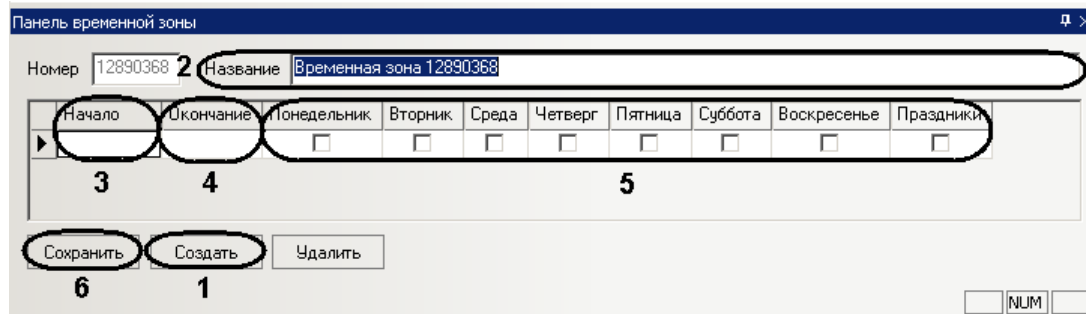 Панель временной зоны
Номер 12890368 2 Название Временная зона 12890368
Начало Окончание Понедельник Вторник Среда Четверг Пятница Суббота Воскресенье Праздники
3 4 5
Сохранить Создать Удалить
6 1
NUM